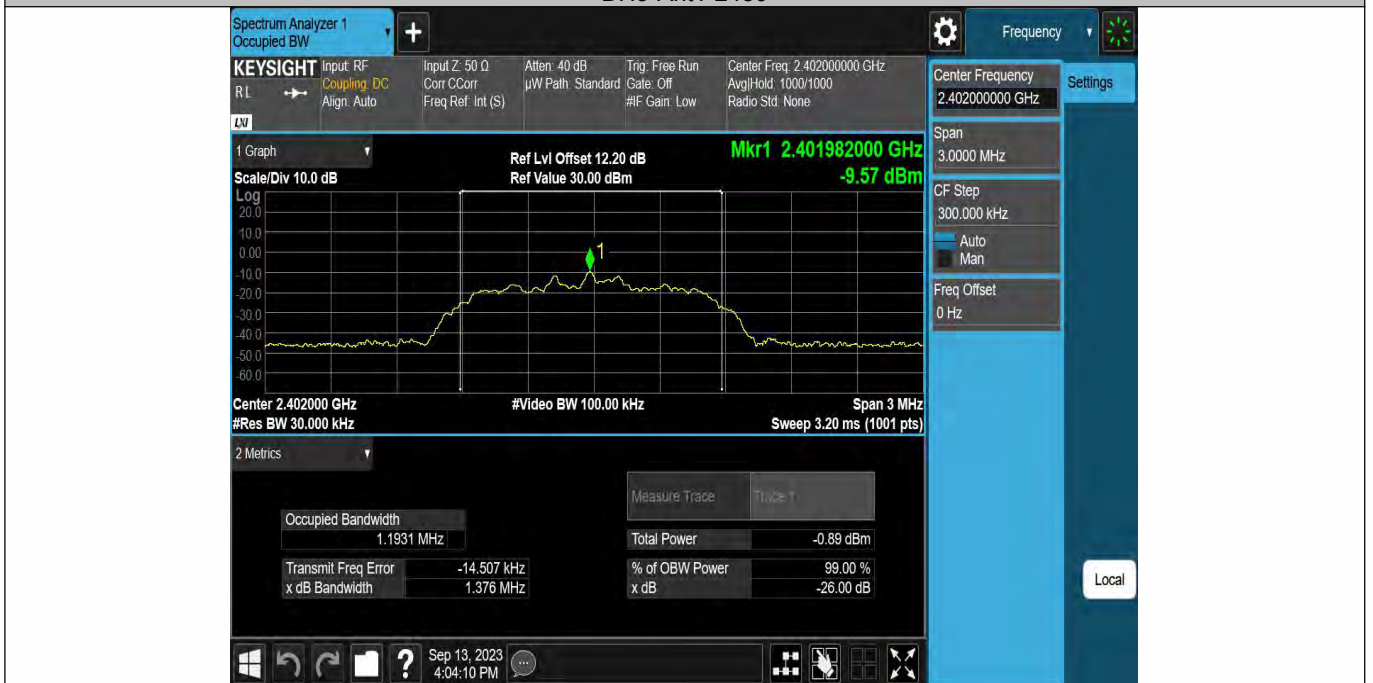 Spectrum Analyzer 1
Occupied BW
+
Frequency
KEYSIGHT
RL
LXI
Input: RF
Coupling: DC
Align: Auto
Input Z: 50 Ω
Corr CCorr
Freq Ref: Int (S)
Atten: 40 dB
µW Path: Standard
Trig: Free Run
Gate: Off
#IF Gain: Low
Center Freq: 2.402000000 GHz
Avg|Hold: 1000/1000
Radio Std: None
Center Frequency
2.402000000 GHz
Settings
Span
3.0000 MHz
CF Step
300.000 kHz
Auto
Man
Freq Offset
0 Hz
Local
1 Graph
Scale/Div 10.0 dB
Ref Lvl Offset 12.20 dB
Ref Value 30.00 dBm
Mkr1 2.401982000 GHz
-9.57 dBm
Log
20.0
10.0
0.00
-10.0
-20.0
-30.0
-40.0
-50.0
-60.0
1
Center 2.402000 GHz
#Res BW 30.000 kHz
#Video BW 100.00 kHz
Span 3 MHz
Sweep 3.20 ms (1001 pts)
2 Metrics
Measure Trace
Trace 1
Occupied Bandwidth
1.1931 MHz
Total Power
-0.89 dBm
Transmit Freq Error
-14.507 kHz
% of OBW Power
99.00 %
x dB Bandwidth
1.376 MHz
x dB
-26.00 dB
?
Sep 13, 2023
4:04:10 PM